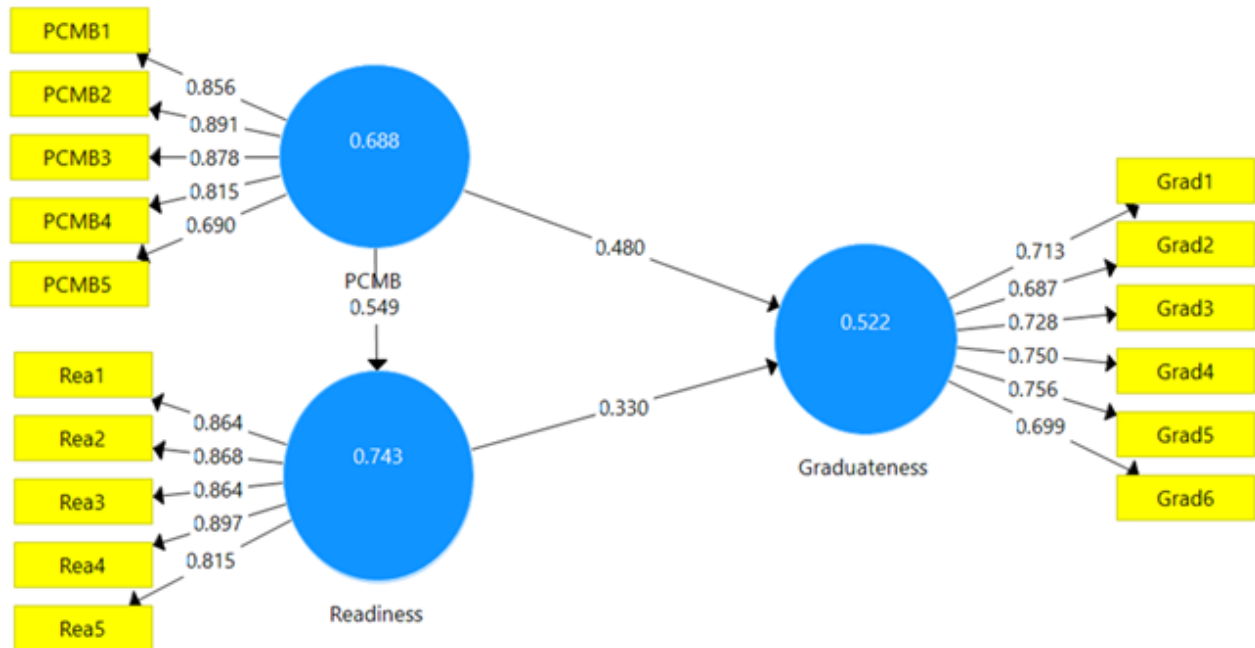 PCMB1
PCMB2
PCMB3
PCMB4
PCMB5
0.856
0.891
0.878
0.815
0.690
0.688
PCMB
0.549
0.480
Rea1
Rea2
Rea3
Rea4
Rea5
0.864
0.868
0.864
0.897
0.815
0.743
Readiness
0.330
0.522
Graduateness
0.713
0.687
0.728
0.750
0.756
0.699
Grad1
Grad2
Grad3
Grad4
Grad5
Grad6